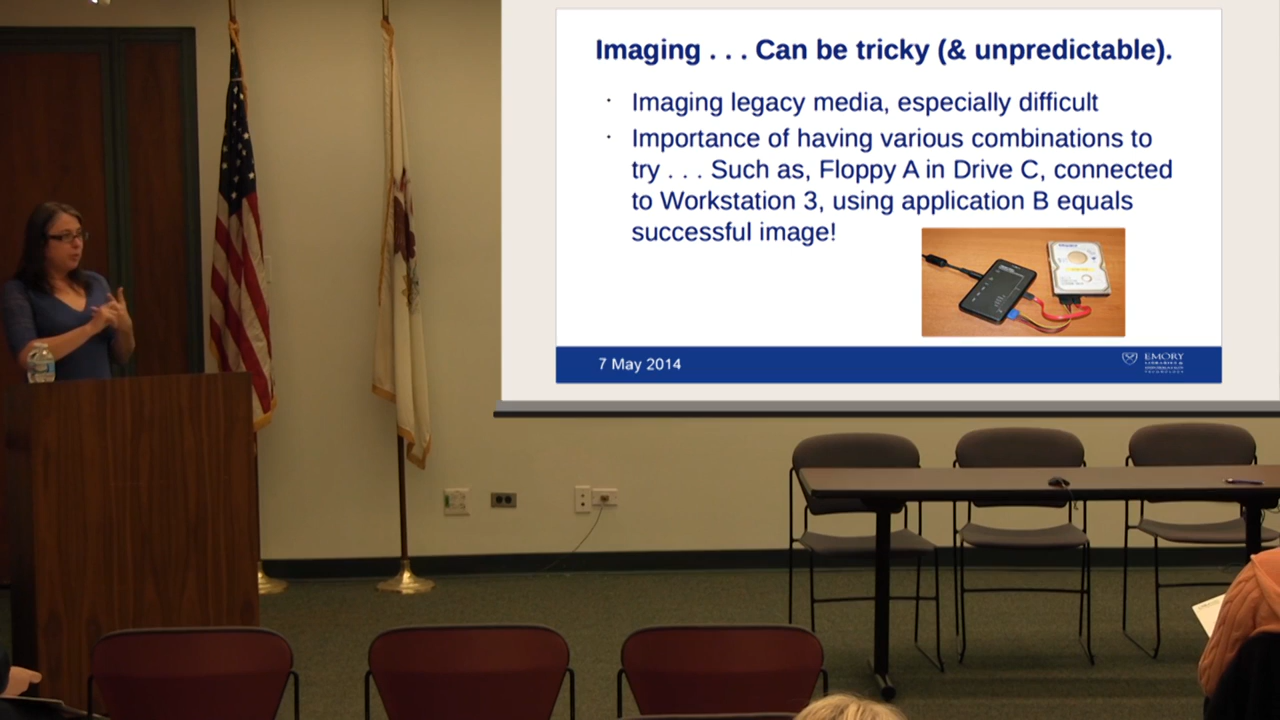 Imaging . . . Can be tricky (& unpredictable).
· Imaging legacy media, especially difficult
· Importance of having various combinations to
try . . . Such as, Floppy A in Drive C, connected
to Workstation 3, using application B equals
successful image!
7 May 2014
EMORY
LIBRARIES &